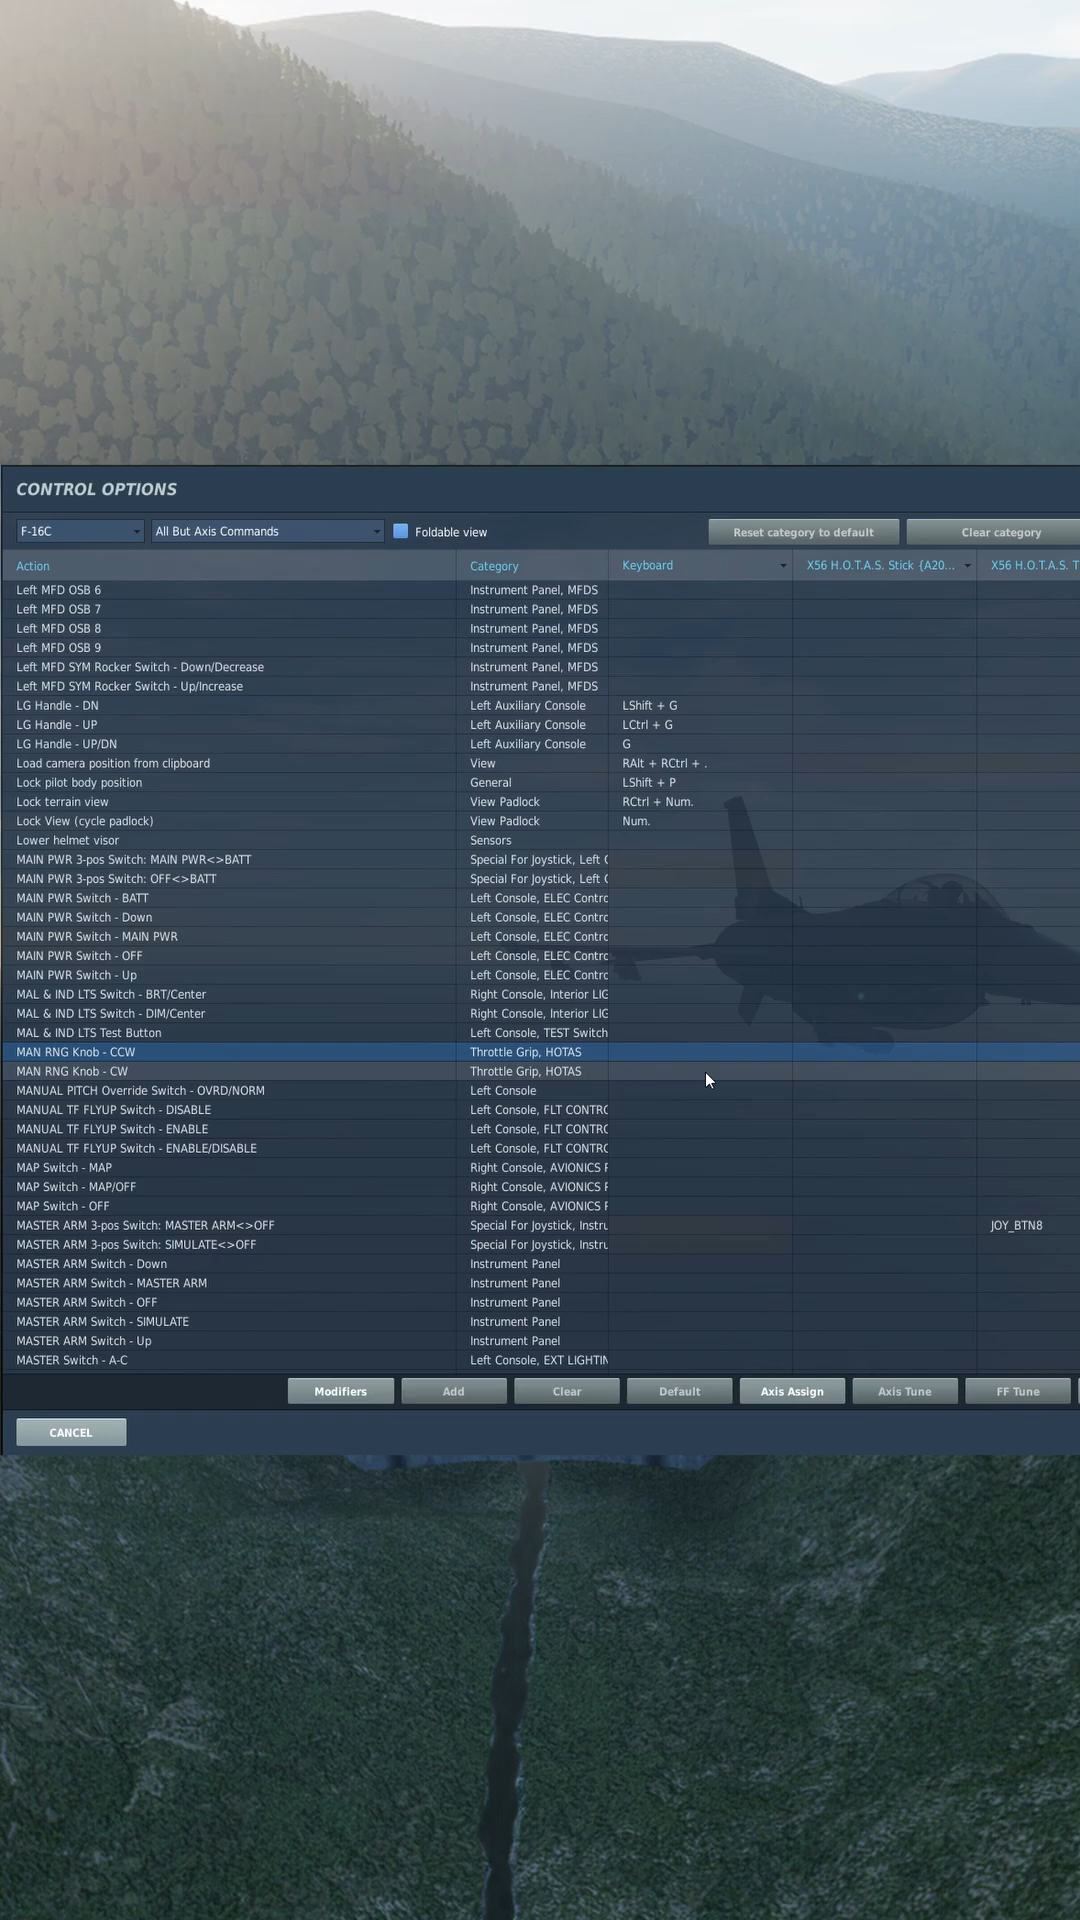 CONTROL OPTIONS
F-16C All But Axis Commands Foldable view Reset category to default Clear category
Action Category Keyboard X56 H.O.T.A.S. Stick {A20... X56 H.O.T.A.S. T
Left MFD OSB 6 Instrument Panel, MFDS
Left MFD OSB 7 Instrument Panel, MFDS
Left MFD OSB 8 Instrument Panel, MFDS
Left MFD OSB 9 Instrument Panel, MFDS
Left MFD SYM Rocker Switch - Down/Decrease Instrument Panel, MFDS
Left MFD SYM Rocker Switch - Up/Increase Instrument Panel, MFDS
LG Handle - DN Left Auxiliary Console LShift + G
LG Handle - UP Left Auxiliary Console LCtrl + G
LG Handle - UP/DN Left Auxiliary Console G
Load camera position from clipboard View RAlt + RCtrl + .
Lock pilot body position General LShift + P
Lock terrain view View Padlock RCtrl + Num.
Lock View (cycle padlock) View Padlock Num.
Lower helmet visor Sensors
MAIN PWR 3-pos Switch: MAIN PWR<>BATT Special For Joystick, Left
MAIN PWR 3-pos Switch: OFF<>BATT Special For Joystick, Left
MAIN PWR Switch - BATT Left Console, ELEC Contro
MAIN PWR Switch - Down Left Console, ELEC Contro
MAIN PWR Switch - MAIN PWR Left Console, ELEC Contro
MAIN PWR Switch - OFF Left Console, ELEC Contro
MAIN PWR Switch - Up Left Console, ELEC Contro
MAL & IND LTS Switch - BRT/Center Right Console, Interior LIG
MAL & IND LTS Switch - DIM/Center Right Console, Interior LIG
MAL & IND LTS Test Button Left Console, TEST Switch
MAN RNG Knob - CCW Throttle Grip, HOTAS
MAN RNG Knob - CW Throttle Grip, HOTAS
MANUAL PITCH Override Switch - OVRD/NORM Left Console
MANUAL TF FLYUP Switch - DISABLE Left Console, FLT CONTRO
MANUAL TF FLYUP Switch - ENABLE Left Console, FLT CONTRO
MANUAL TF FLYUP Switch - ENABLE/DISABLE Left Console, FLT CONTRO
MAP Switch - MAP Right Console, AVIONICS P
MAP Switch - MAP/OFF Right Console, AVIONICS P
MAP Switch - OFF Right Console, AVIONICS P
MASTER ARM 3-pos Switch: MASTER ARM<>OFF Special For Joystick, Instru JOY_BTN8
MASTER ARM 3-pos Switch: SIMULATE<>OFF Special For Joystick, Instru
MASTER ARM Switch - Down Instrument Panel
MASTER ARM Switch - MASTER ARM Instrument Panel
MASTER ARM Switch - OFF Instrument Panel
MASTER ARM Switch - SIMULATE Instrument Panel
MASTER ARM Switch - Up Instrument Panel
MASTER Switch - A-C Left Console, EXT LIGHTIN
Modifiers Add Clear Default Axis Assign Axis Tune FF Tune
CANCEL